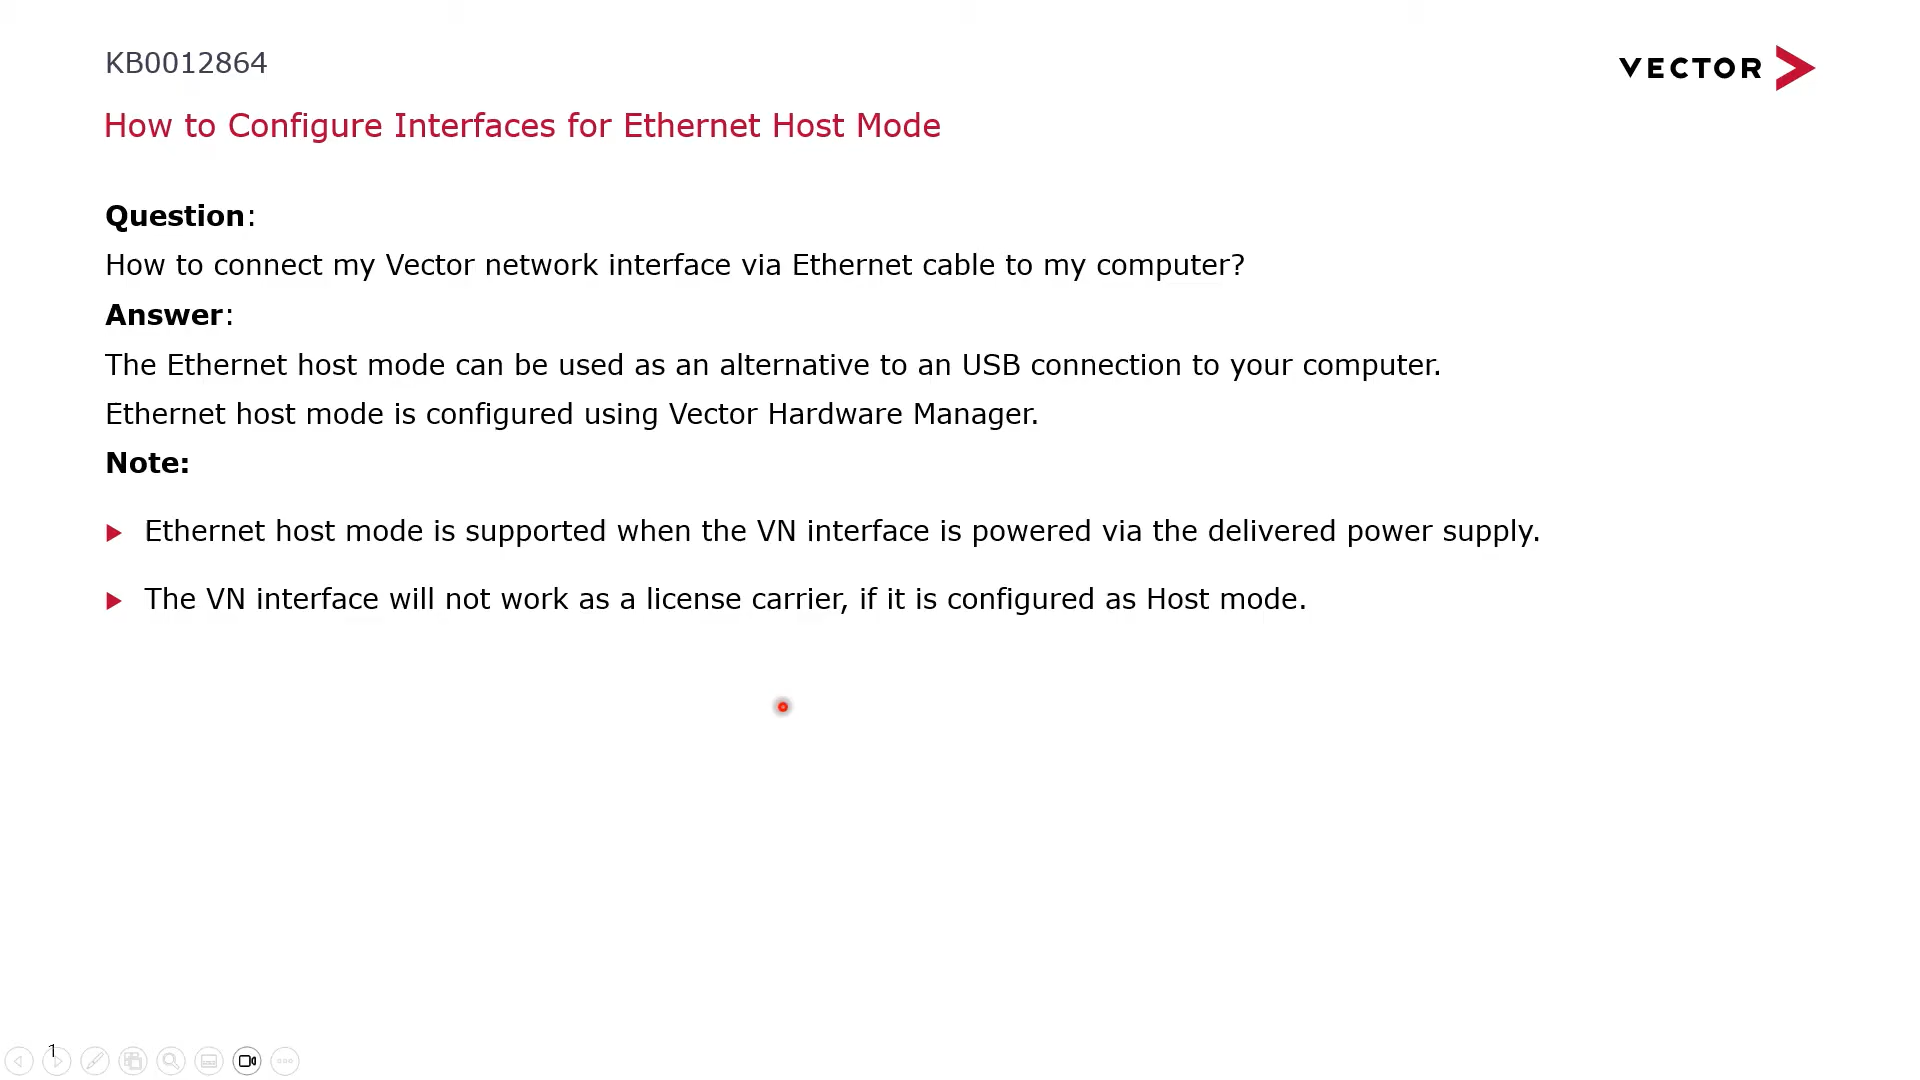 KB0012864
VECTOR
How to Configure Interfaces for Ethernet Host Mode
Question:
How to connect my Vector network interface via Ethernet cable to my computer?
Answer:
The Ethernet host mode can be used as an alternative to an USB connection to your computer.
Ethernet host mode is configured using Vector Hardware Manager.
Note:
Ethernet host mode is supported when the VN interface is powered via the delivered power supply.
The VN interface will not work as a license carrier, if it is configured as Host mode.
1